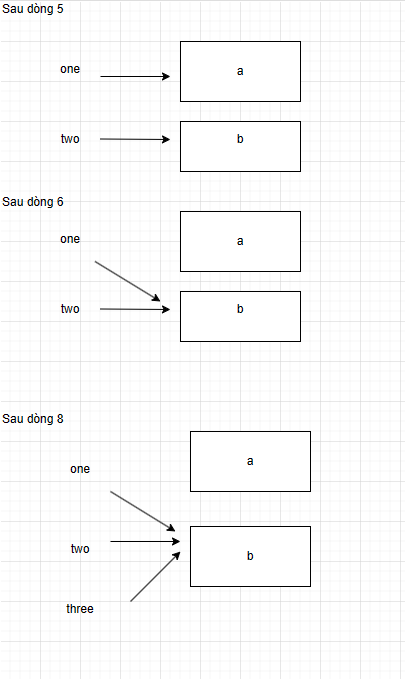 Sau dòng 5
one
a
two
b
Sau dòng 6
one
a
two
b
Sau dòng 8
one
a
two
b
three